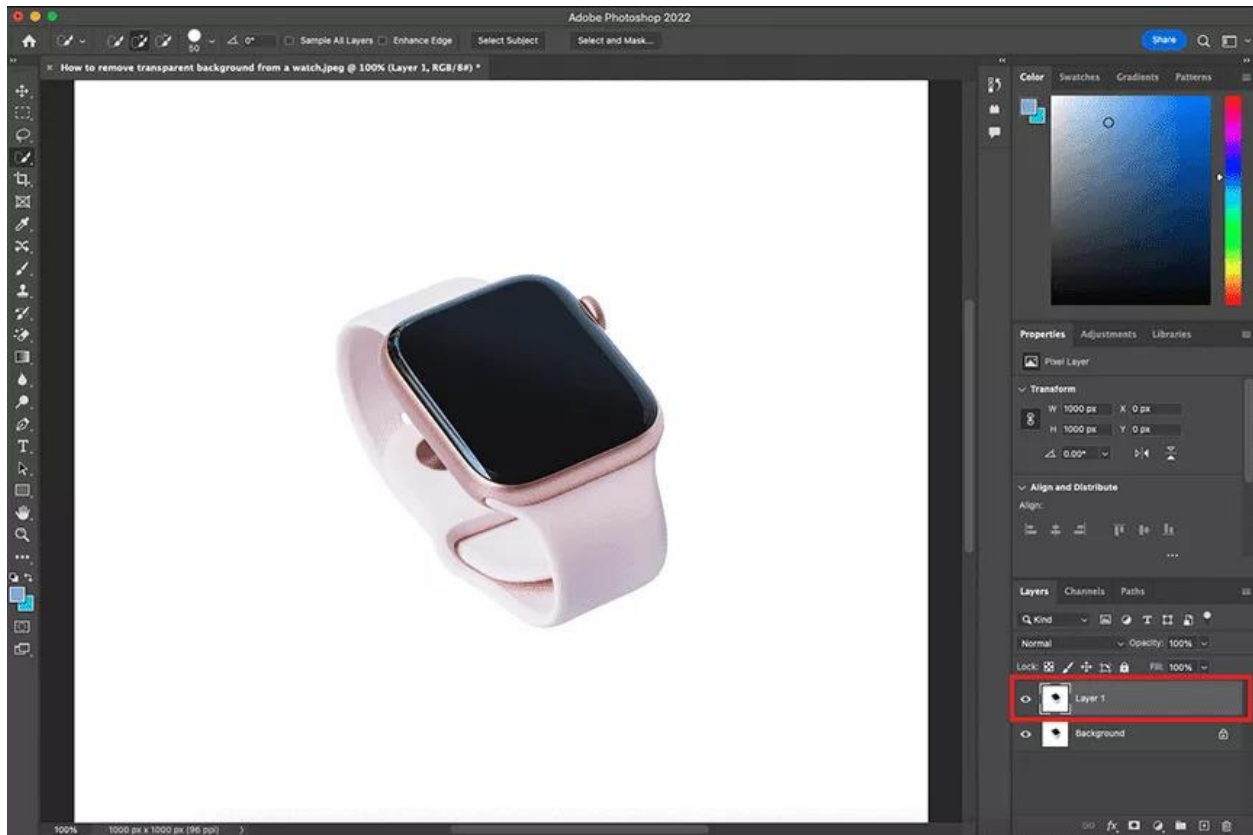 Adobe Photoshop 2022
50
0°
Sample All Layers
Enhance Edge
Select Subject
Select and Mask...
Share
× How to remove transparent background from a watch.jpeg @ 100% (Layer 1, RGB/8#) *
Color Swatches Gradients Patterns
Properties Adjustments Libraries
Pixel Layer
Transform
W 1000 px X 0 px
H 1000 px Y 0 px
0.00°
Align and Distribute
Align:
...
Layers Channels Paths
Kind
Normal Opacity: 100%
Lock: Fill: 100%
Layer 1
Background
100% 1000 px x 1000 px (96 ppi)